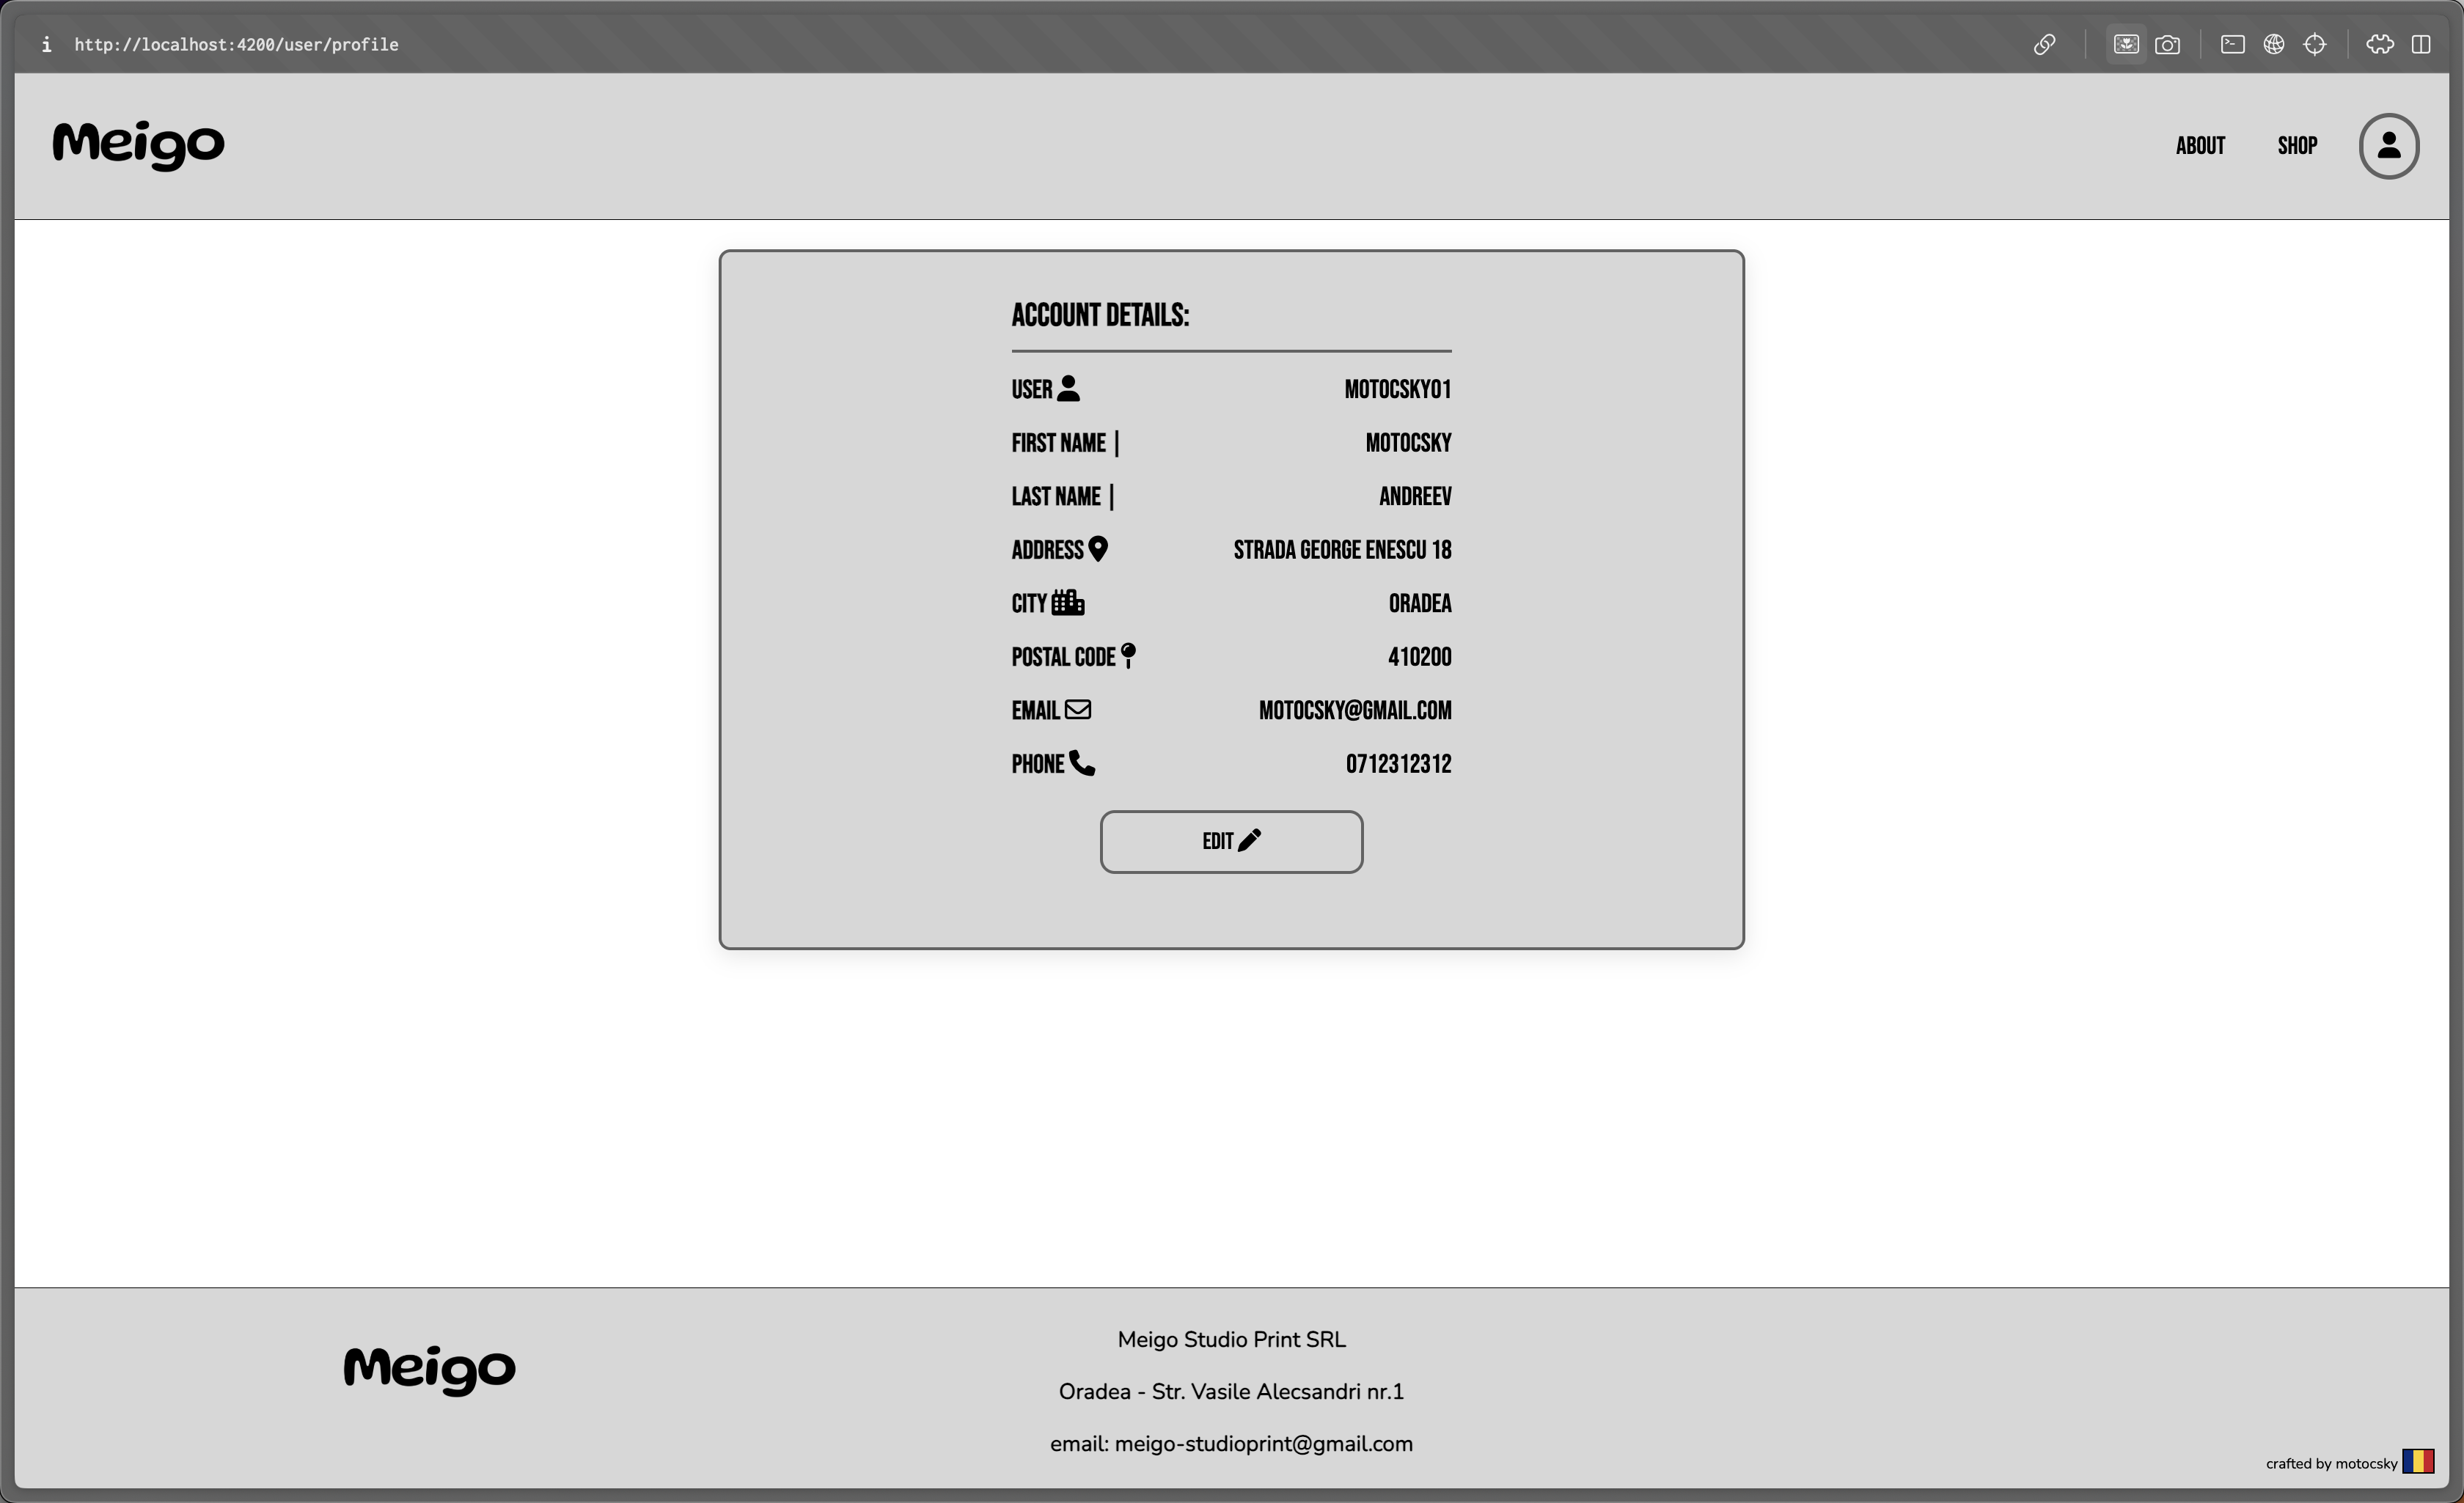 i http://localhost:4200/user/profile
Meigo
ABOUT SHOP
ACCOUNT DETAILS:
USER MOTOCSKY01
FIRST NAME | MOTOCSKY
LAST NAME | ANDREEV
ADDRESS STRADA GEORGE ENESCU 18
CITY ORADEA
POSTAL CODE 410200
EMAIL MOTOCSKY@GMAIL.COM
PHONE 0712312312
EDIT
Meigo
Meigo Studio Print SRL
Oradea - Str. Vasile Alecsandri nr.1
email: meigo-studioprint@gmail.com
crafted by motocsky